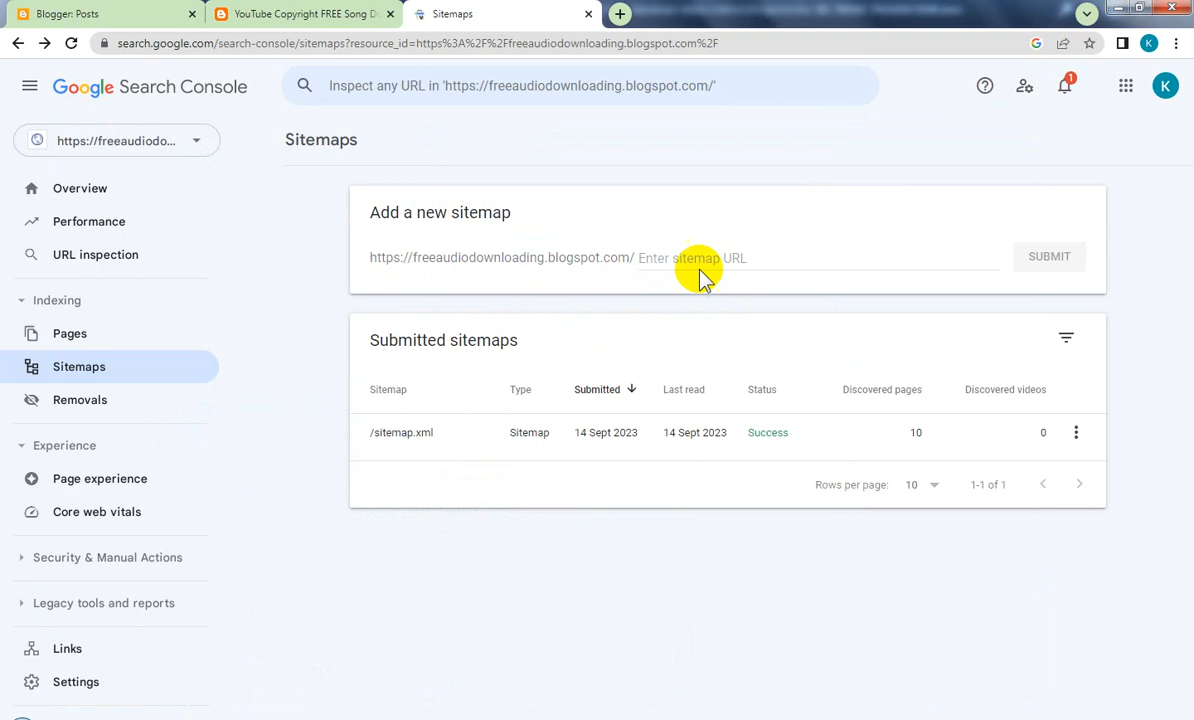 Blogger: Posts
YouTube Copyright FREE Song D
Sitemaps
search.google.com/search-console/sitemaps?resource_id=https%3A%2F%2Ffreeaudiodownloading.blogspot.com%2F
K
Google Search Console
Inspect any URL in 'https://freeaudiodownloading.blogspot.com/'
1
K
https://freeaudiodo...
Sitemaps
Overview
Performance
URL inspection
Indexing
Pages
Sitemaps
Removals
Experience
Page experience
Core web vitals
Security & Manual Actions
Legacy tools and reports
Links
Settings
Add a new sitemap
https://freeaudiodownloading.blogspot.com/ Enter sitemap URL
SUBMIT
Submitted sitemaps
Sitemap Type Submitted Last read Status Discovered pages Discovered videos
/sitemap.xml Sitemap 14 Sept 2023 14 Sept 2023 Success 10 0
Rows per page: 10 1-1 of 1